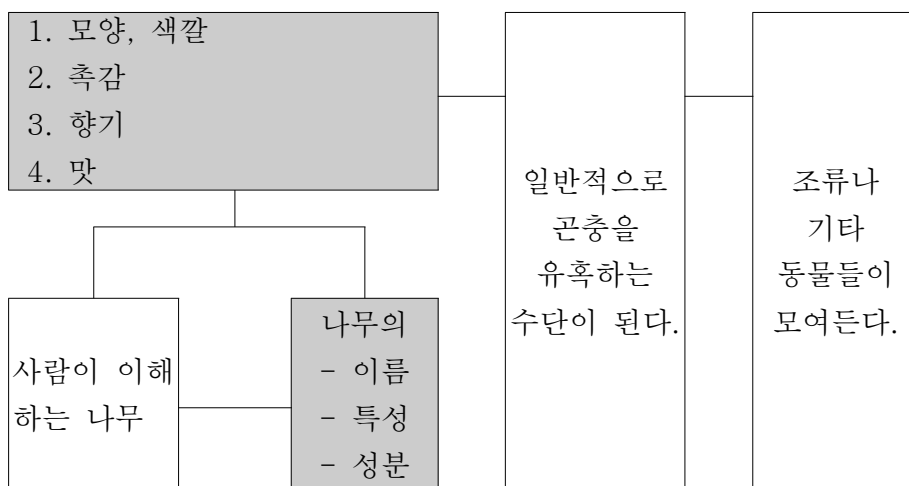 1. 모양, 색깔
2. 촉감
3. 향기
4. 맛
사람이 이해
하는 나무
나무의
- 이름
- 특성
- 성분
일반적으로
곤충을
유혹하는
수단이 된다.
조류나
기타
동물들이
모여든다.